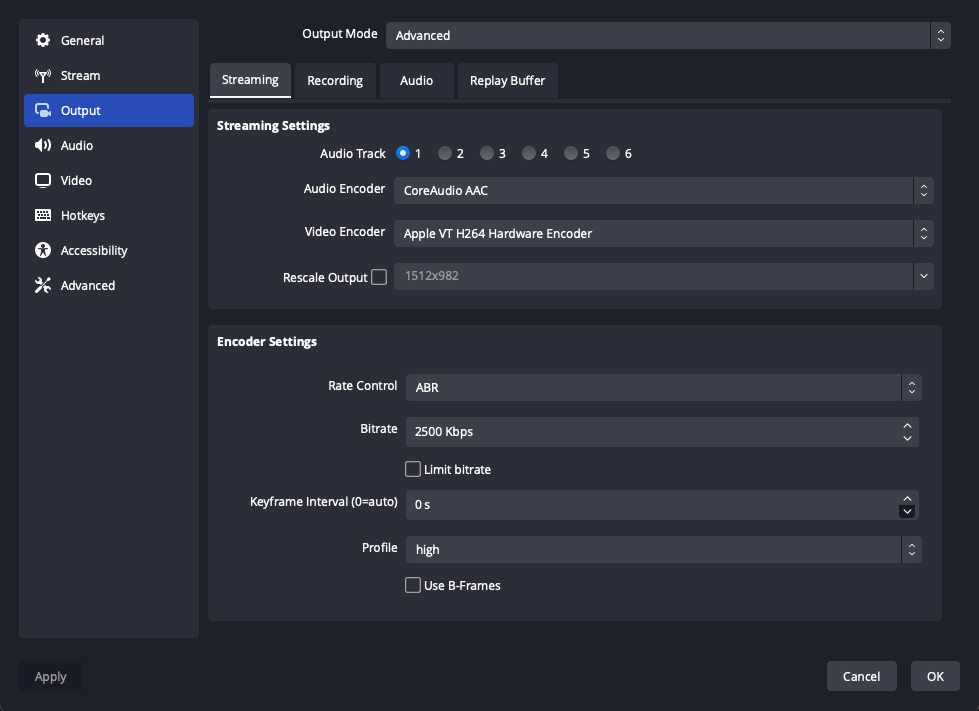 General
Stream
Output
Audio
Video
Hotkeys
Accessibility
Advanced
Output Mode Advanced
Streaming Recording Audio Replay Buffer
Streaming Settings
Audio Track 1 2 3 4 5 6
Audio Encoder CoreAudio AAC
Video Encoder Apple VT H264 Hardware Encoder
Rescale Output 1512x982
Encoder Settings
Rate Control ABR
Bitrate 2500 Kbps
Limit bitrate
Keyframe Interval (0=auto) 0 s
Profile high
Use B-Frames
Apply Cancel OK